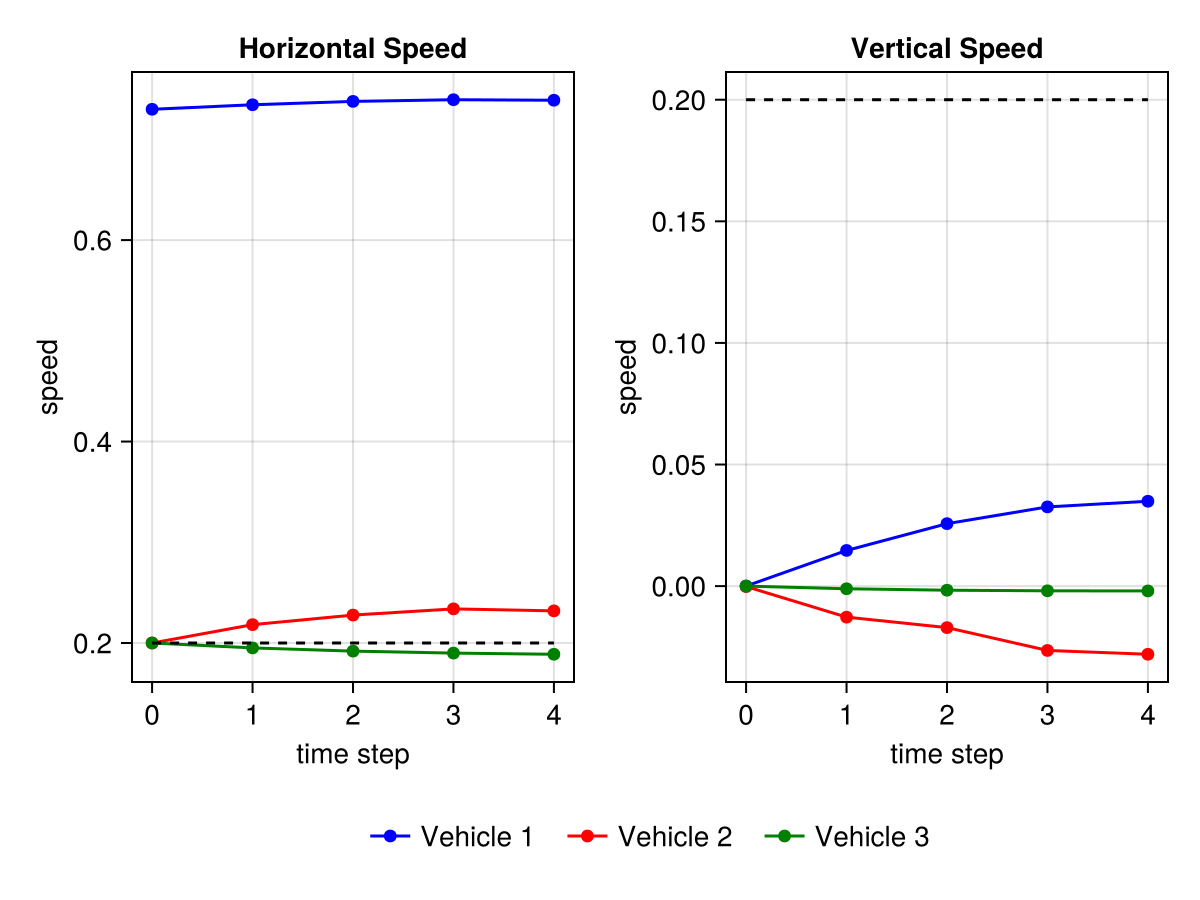 Horizontal Speed
speed
0.6
0.4
0.2
0 1 2 3 4
time step
Vertical Speed
speed
0.20
0.15
0.10
0.05
0.00
0 1 2 3 4
time step
Vehicle 1 Vehicle 2 Vehicle 3